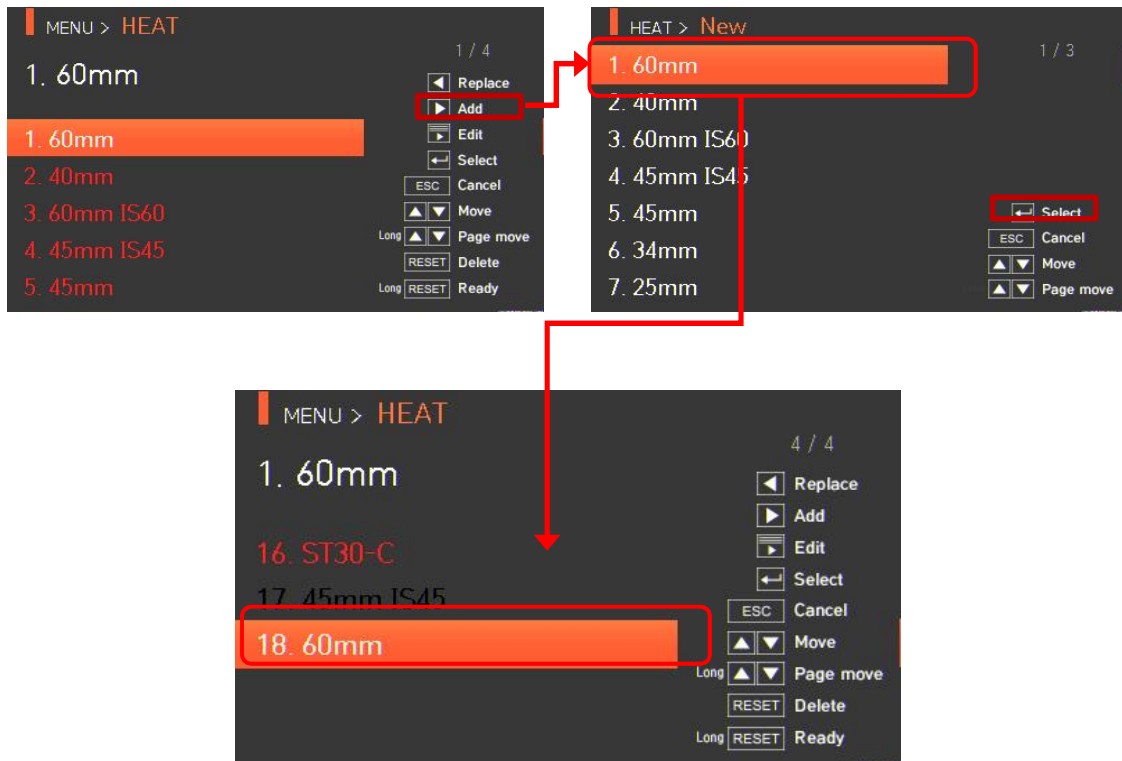 MENU > HEAT
1 / 4
1. 60mm
Replace
Add
1. 60mm
Edit
Select
2. 40mm
ESC Cancel
3. 60mm IS60
Move
Long Page move
4. 45mm IS45
RESET Delete
5. 45mm
Long RESET Ready
HEAT > New
1 / 3
1. 60mm
2. 40mm
3. 60mm IS60
4. 45mm IS45
5. 45mm
Select
ESC Cancel
6. 34mm
Move
7. 25mm
Page move
MENU > HEAT
4 / 4
1. 60mm
Replace
Add
16. ST30-C
Edit
Select
17. 45mm IS45
ESC Cancel
18. 60mm
Move
Long Page move
RESET Delete
Long RESET Ready